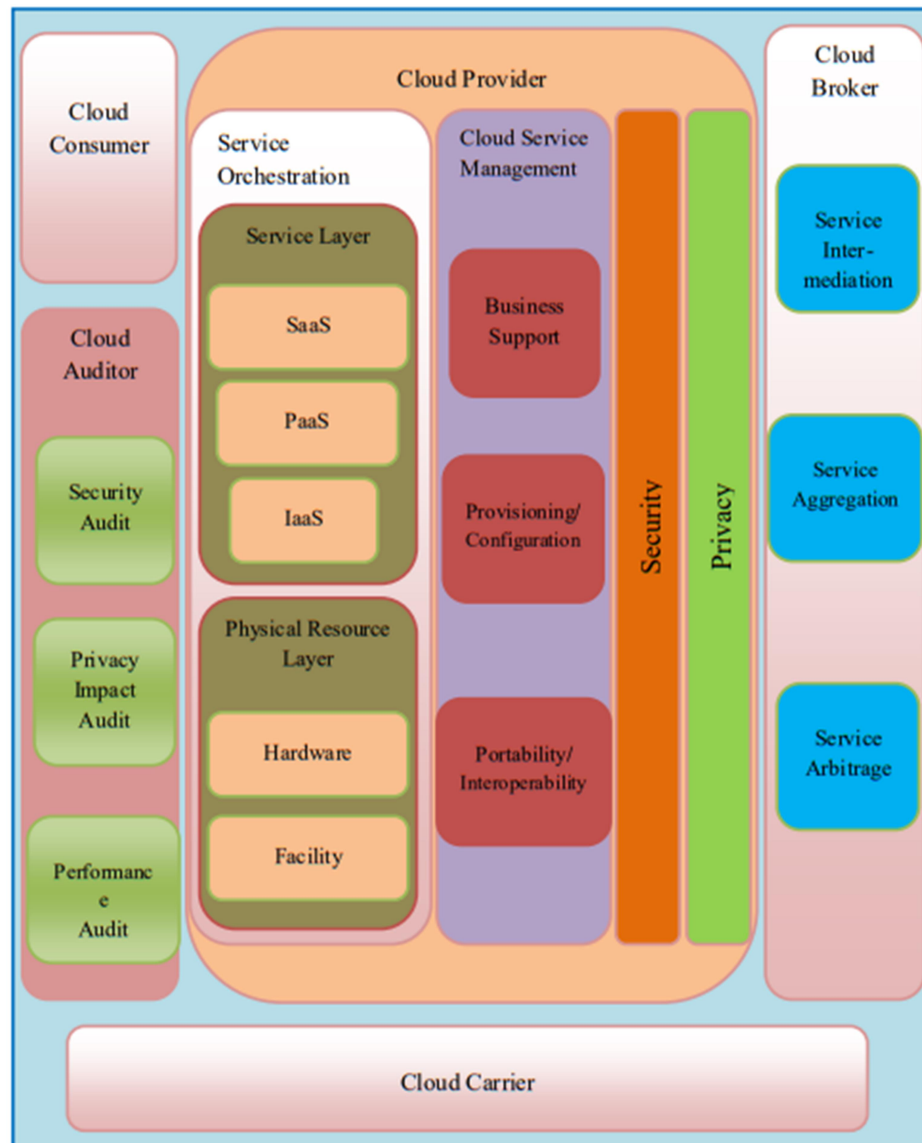 Cloud
Consumer
Cloud
Auditor
Security
Audit
Privacy
Impact
Audit
Performanc
e
Audit
Cloud Provider
Service
Orchestration
Service Layer
SaaS
PaaS
IaaS
Physical Resource
Layer
Hardware
Facility
Cloud Service
Management
Business
Support
Provisioning/
Configuration
Portability/
Interoperability
Security
Privacy
Cloud
Broker
Service
Inter-
mediation
Service
Aggregation
Service
Arbitrage
Cloud Carrier